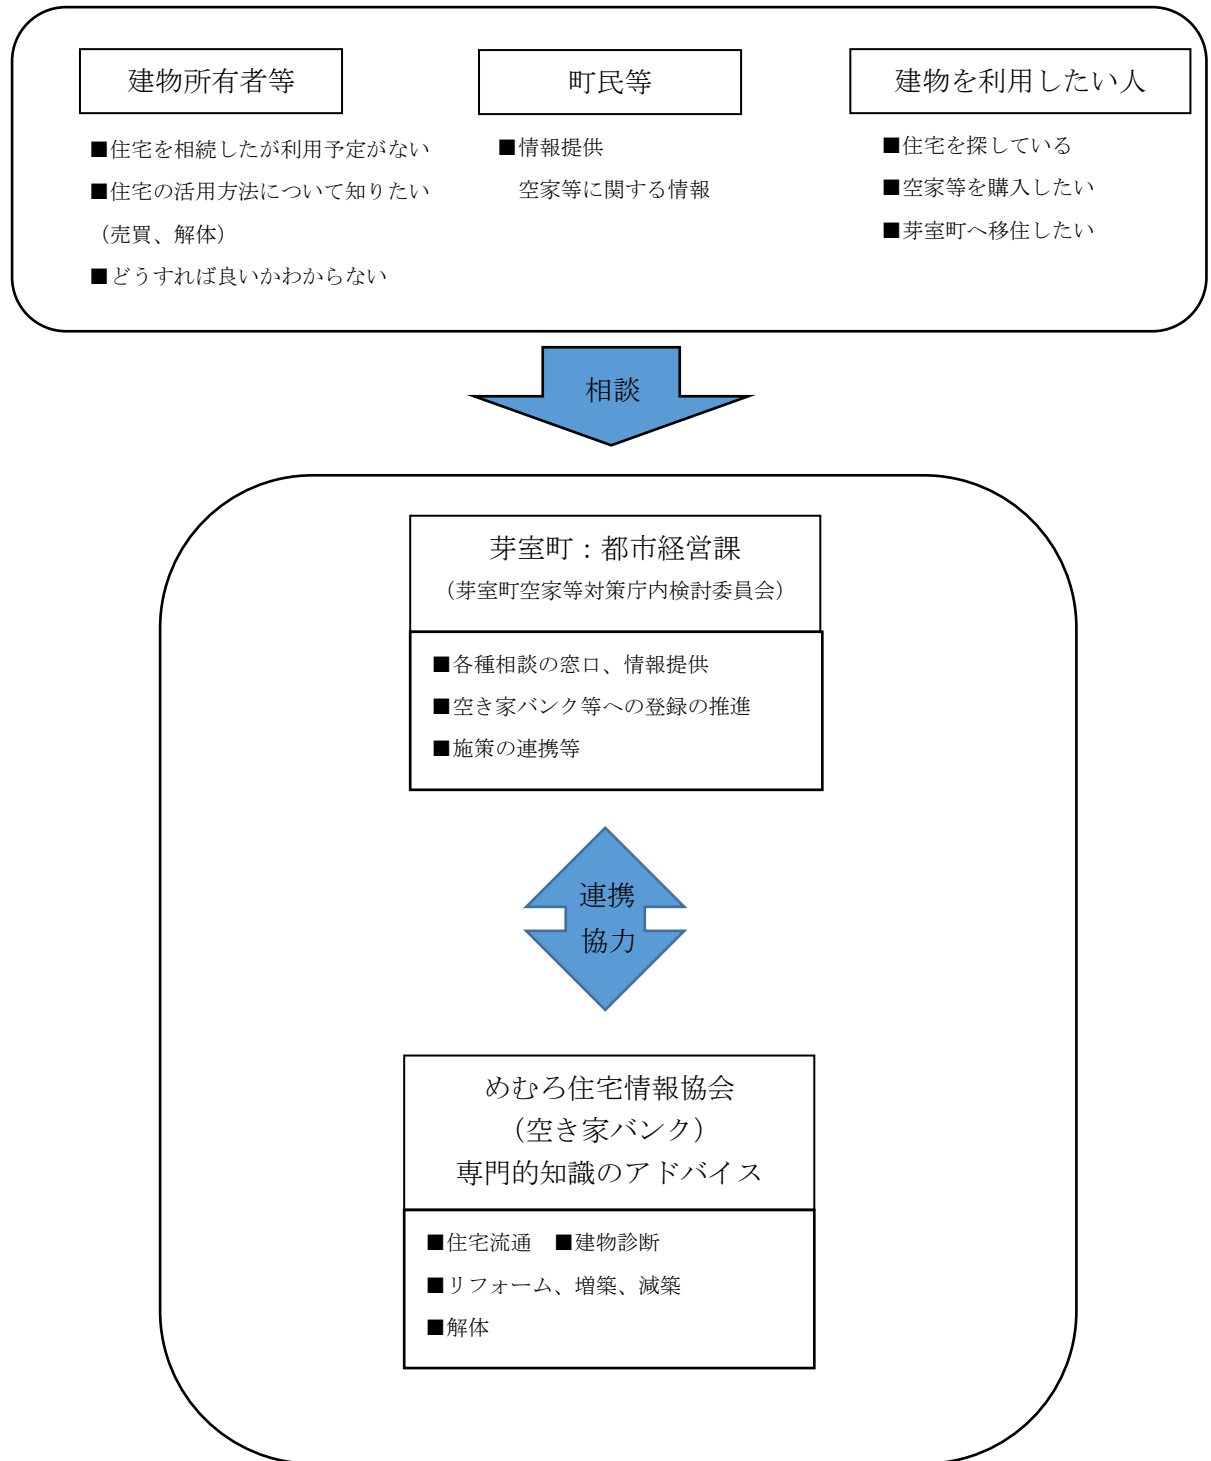 建物所有者等
■住宅を相続したが利用予定がない
■住宅の活用方法について知りたい
（売買、解体）
■どうすれば良いかわからない
町民等
■情報提供
空家等に関する情報
建物を利用したい人
■住宅を探している
■空家等を購入したい
■芽室町へ移住したい
相談
芽室町：都市経営課
（芽室町空家等対策庁内検討委員会）
■各種相談の窓口、情報提供
■空き家バンク等への登録の推進
■施策の連携等
連携
協力
めむろ住宅情報協会
（空き家バンク）
専門的知識のアドバイス
■住宅流通　■建物診断
■リフォーム、増築、減築
■解体